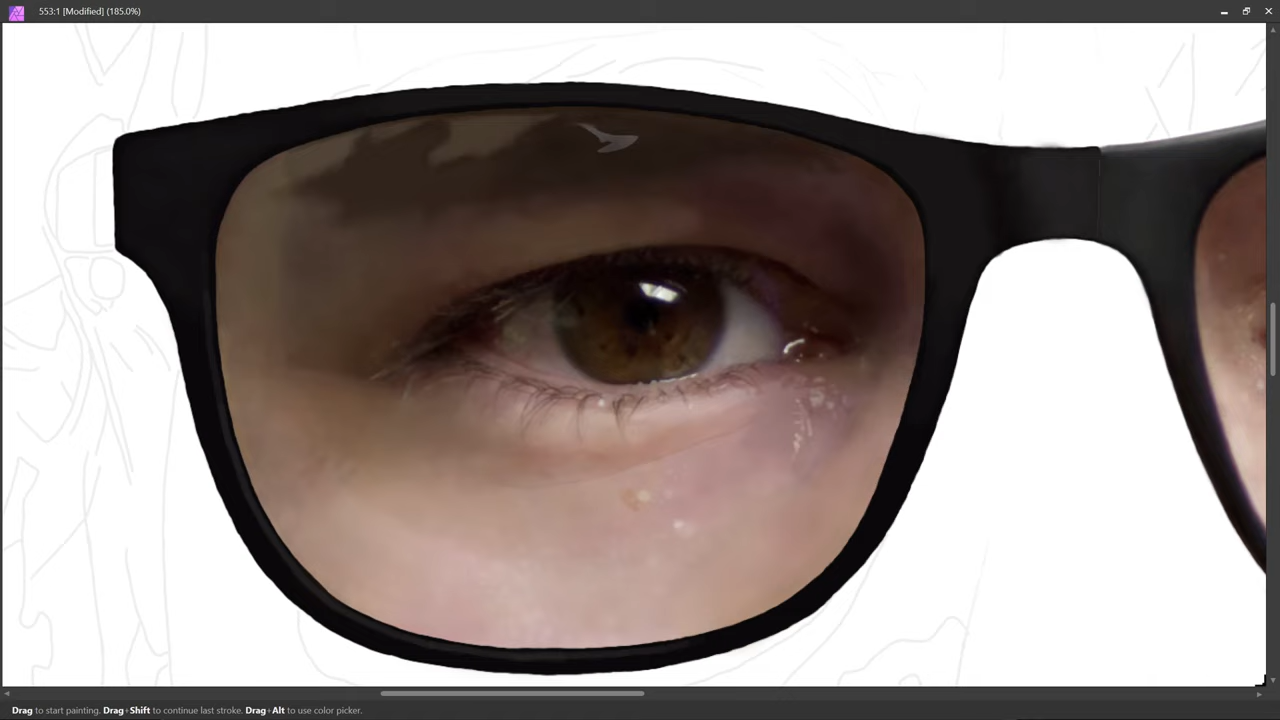 553:1 [Modified] (185.0%)
Drag to start painting. Drag+Shift to continue last stroke. Drag+Alt to use color picker.